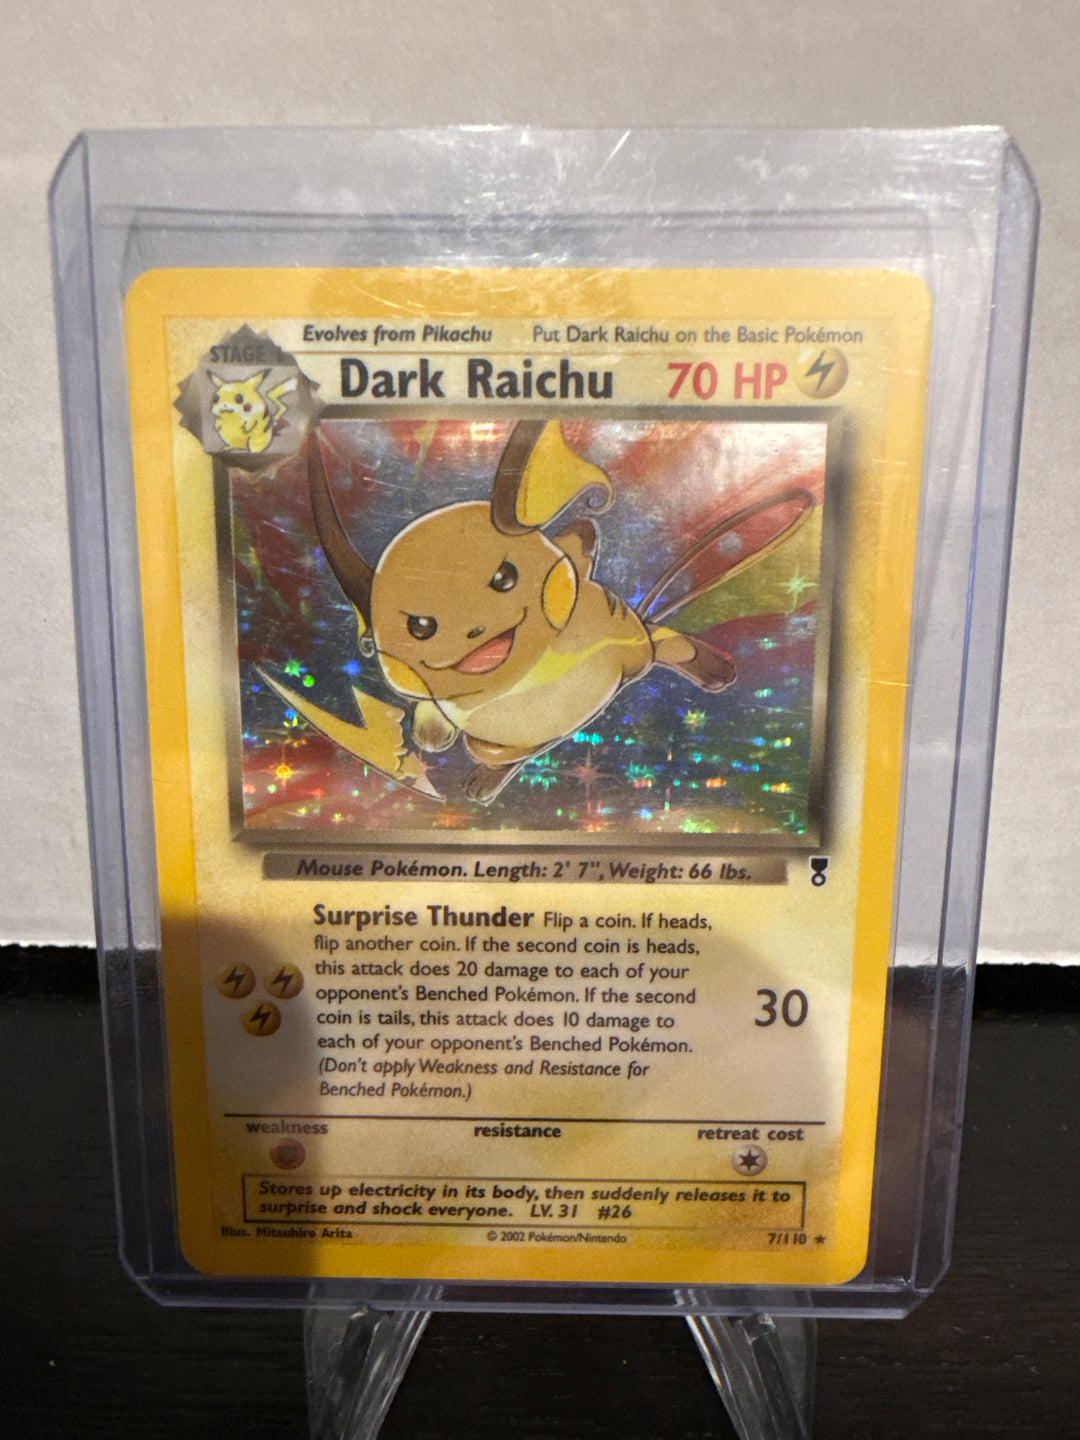 Evolves from Pikachu Put Dark Raichu on the Basic Pokémon
STAGE 1
Dark Raichu 70 HP
Mouse Pokémon. Length: 2' 7", Weight: 66 lbs.
Surprise Thunder Flip a coin. If heads,
flip another coin. If the second coin is heads,
this attack does 20 damage to each of your
opponent's Benched Pokémon. If the second
coin is tails, this attack does 10 damage to
each of your opponent's Benched Pokémon.
(Don't apply Weakness and Resistance for
Benched Pokémon.)
30
weakness resistance retreat cost
Stores up electricity in its body, then suddenly releases it to
surprise and shock everyone. LV. 31 #26
Illus. Mitsuhiro Arita © 2002 Pokémon/Nintendo 7/110 ★